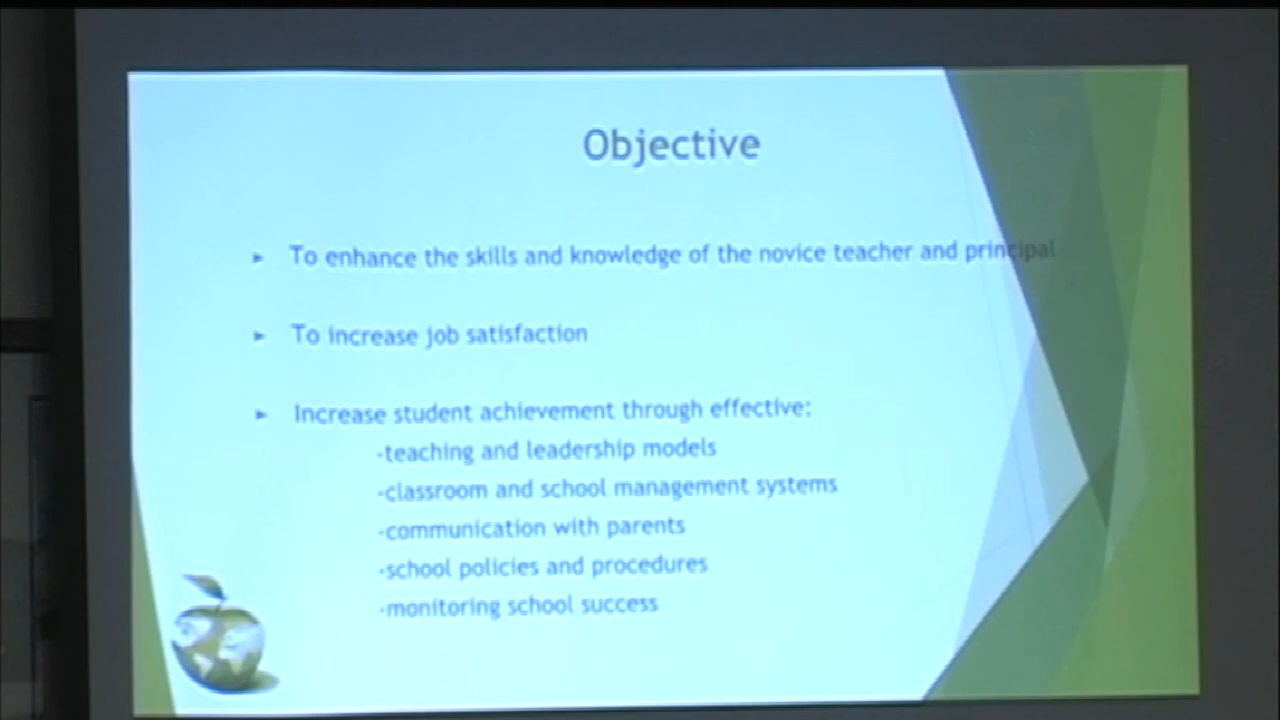 Objective
► To enhance the skills and knowledge of the novice teacher and principal
► To increase job satisfaction
► Increase student achievement through effective:
-teaching and leadership models
-classroom and school management systems
-communication with parents
-school policies and procedures
-monitoring school success